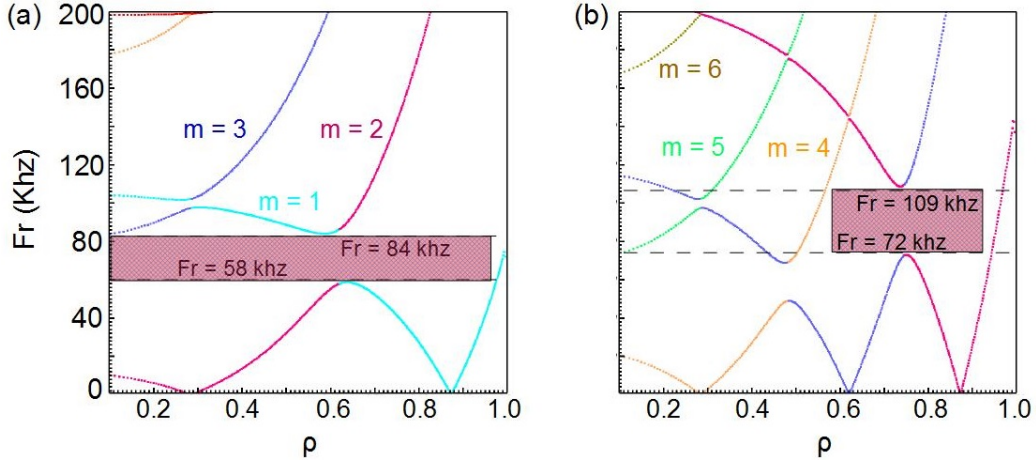 (a)
(b)
200
160
120
80
40
0
Fr (Khz)
m = 3
m = 2
m = 1
Fr = 84 khz
Fr = 58 khz
0.2 0.4 0.6 0.8 1.0
ρ
m = 6
m = 5
m = 4
Fr = 109 khz
Fr = 72 khz
0.2 0.4 0.6 0.8 1.0
ρ